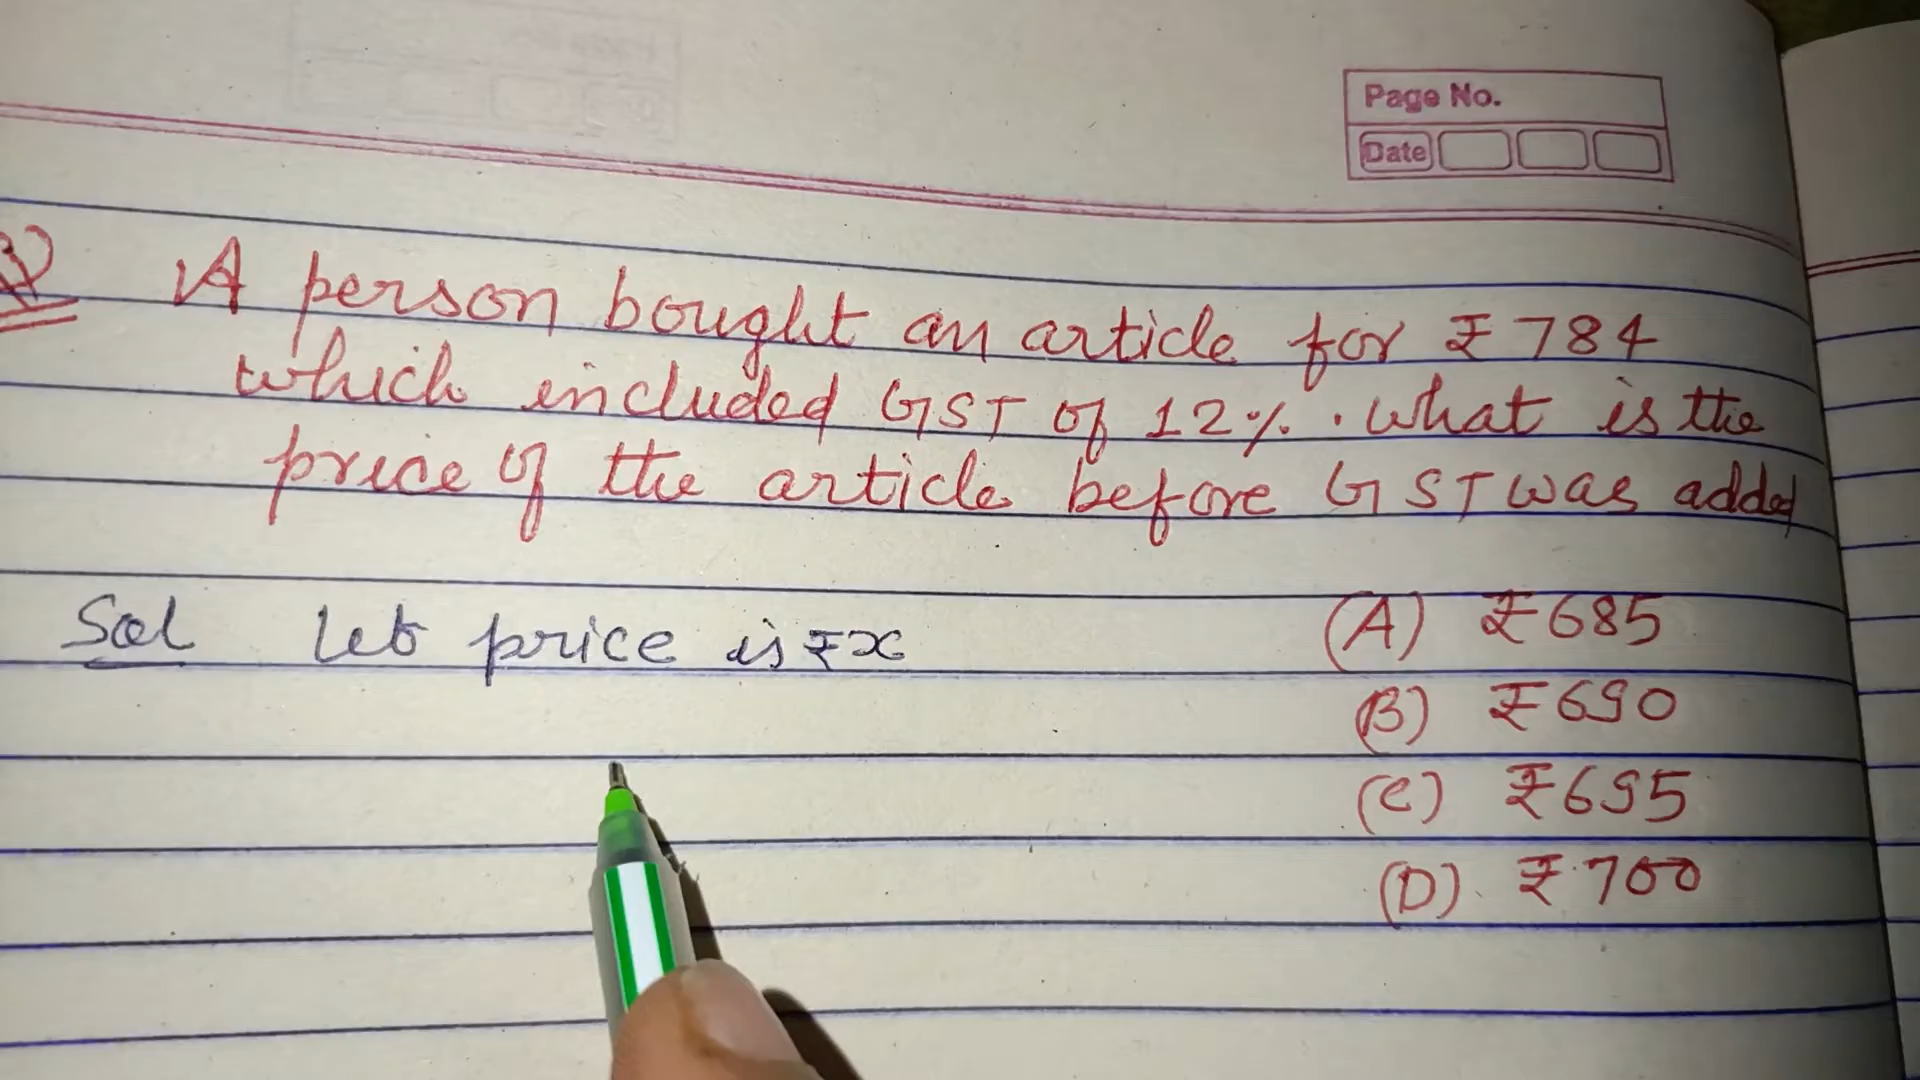 Page No.
Date
Q
A person bought an article for ₹784
which included GST of 12%. what is the
price of the article before GST was added
Sol Let price is ₹x
(A) ₹685
(B) ₹690
(C) ₹695
(D) ₹700